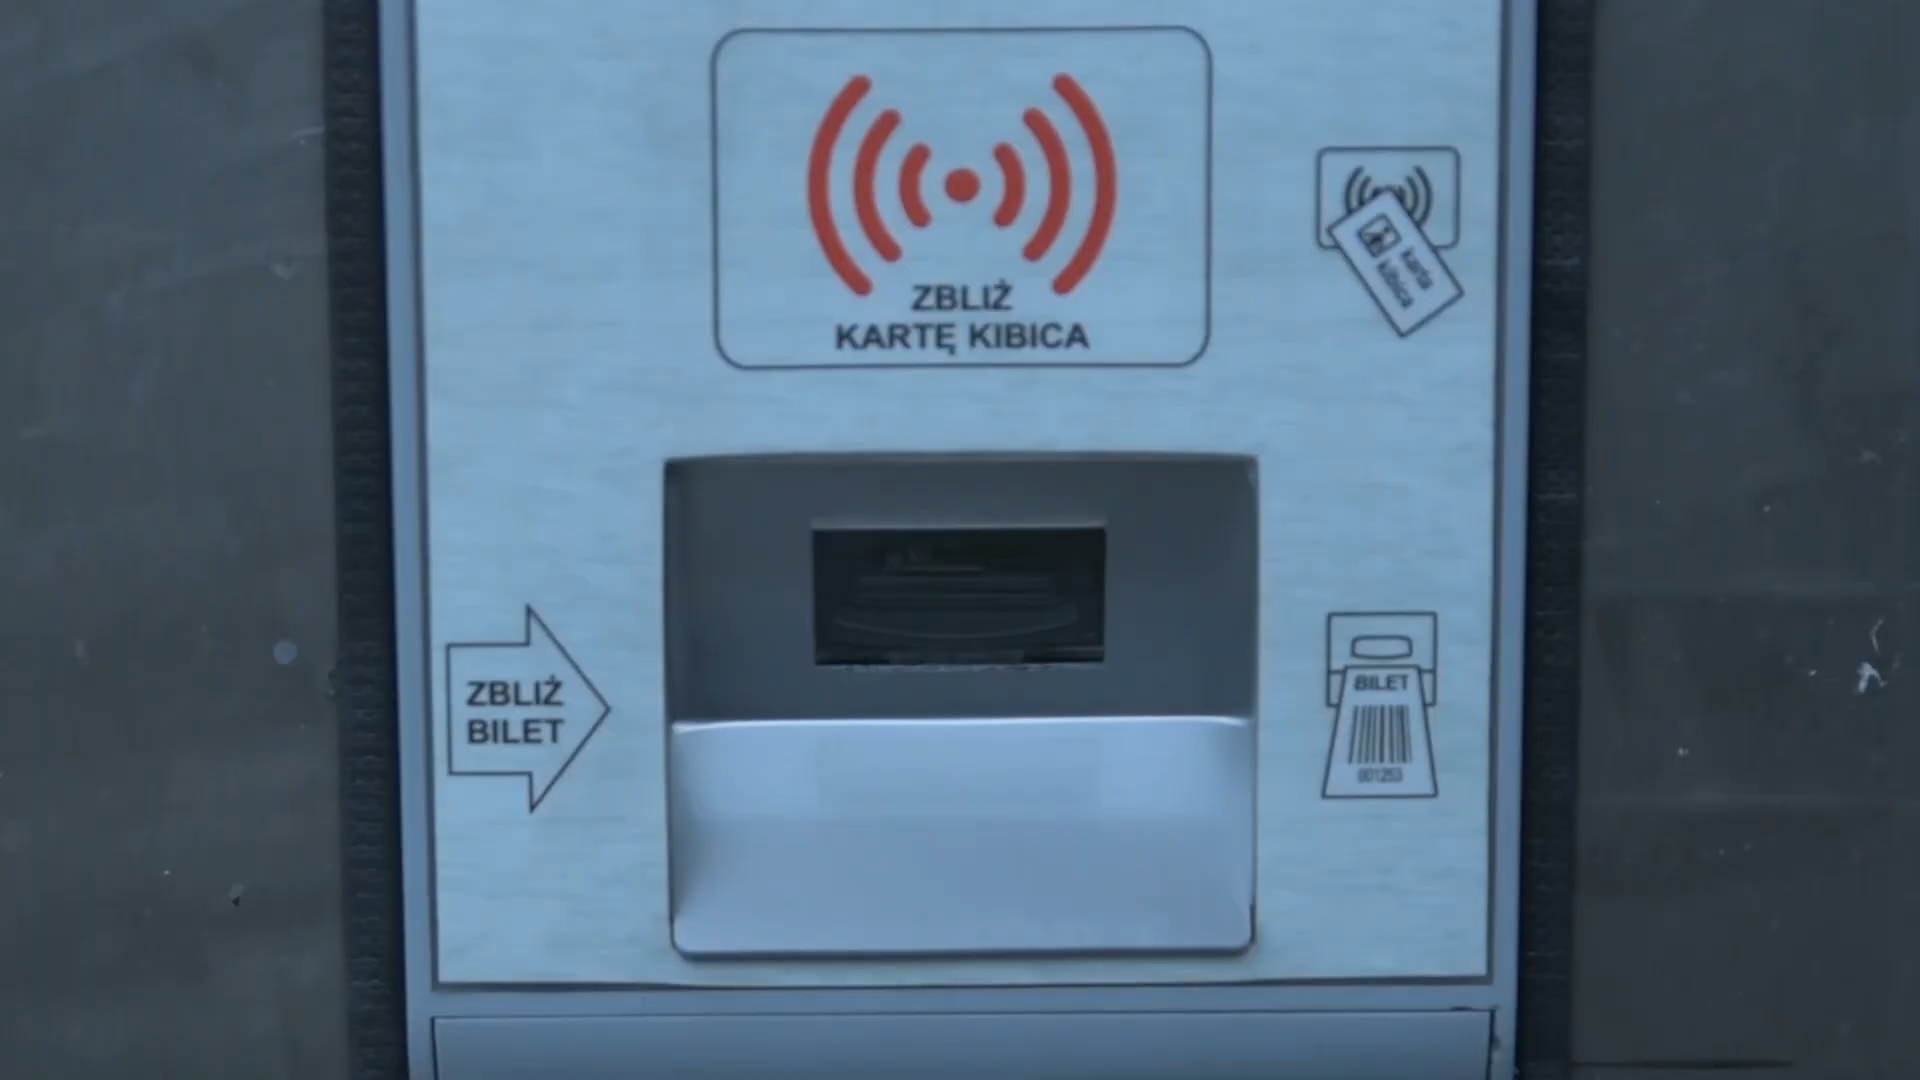 ZBLIŻ
KARTĘ KIBICA
karta
kibica
ZBLIŻ
BILET
BILET
001253